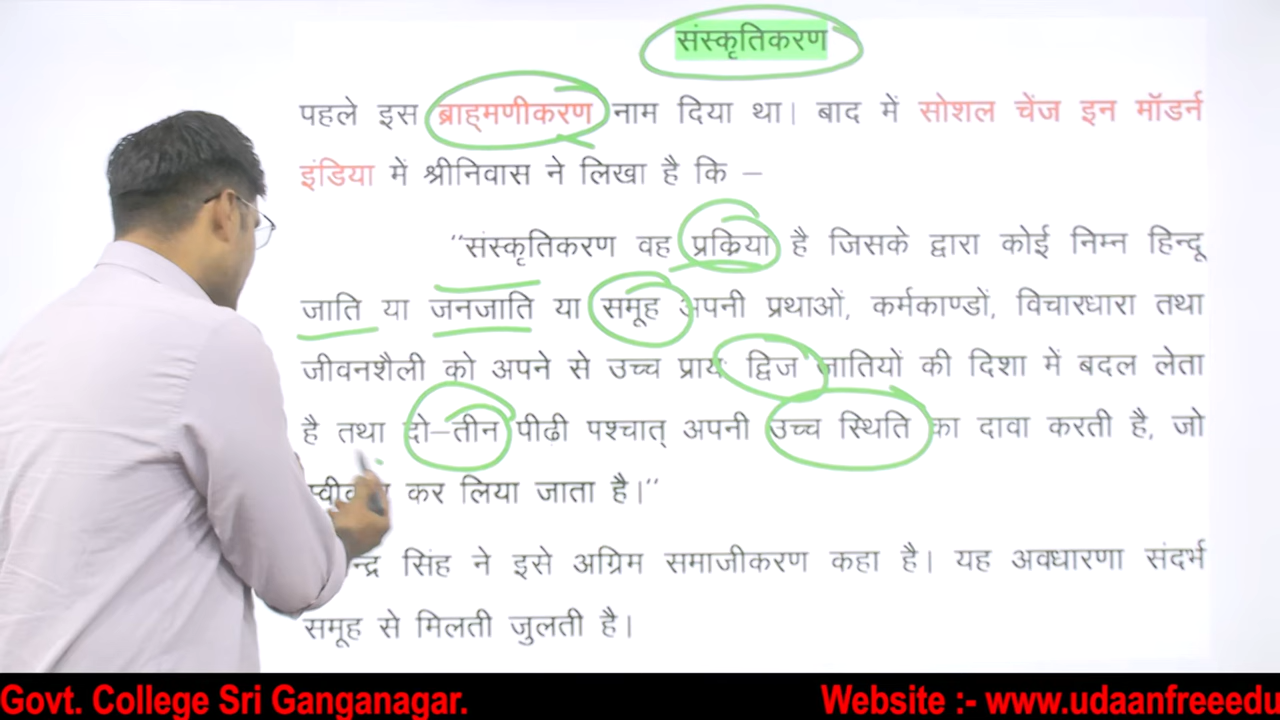 संस्कृतिकरण
पहले इस ब्राह्मणीकरण नाम दिया था। बाद में सोशल चेंज इन मॉडर्न
इंडिया में श्रीनिवास ने लिखा है कि –
"संस्कृतिकरण वह प्रक्रिया है जिसके द्वारा कोई निम्न हिन्दू
जाति या जनजाति या समूह अपनी प्रथाओं, कर्मकाण्डों, विचारधारा तथा
जीवनशैली को अपने से उच्च प्रायः द्विज जातियों की दिशा में बदल लेता
है तथा दो–तीन पीढी पश्चात् अपनी उच्च स्थिति का दावा करती है, जो
कर लिया जाता है।"
सिंह ने इसे अग्रिम समाजीकरण कहा है। यह अवधारणा संदर्भ
समूह से मिलती जुलती है।
Govt. College Sri Ganganagar. Website :- www.udaanfreeedu